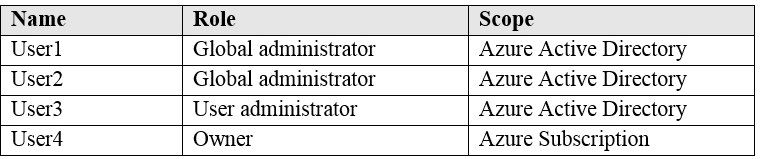 Name Role Scope
User1 Global administrator Azure Active Directory
User2 Global administrator Azure Active Directory
User3 User administrator Azure Active Directory
User4 Owner Azure Subscription